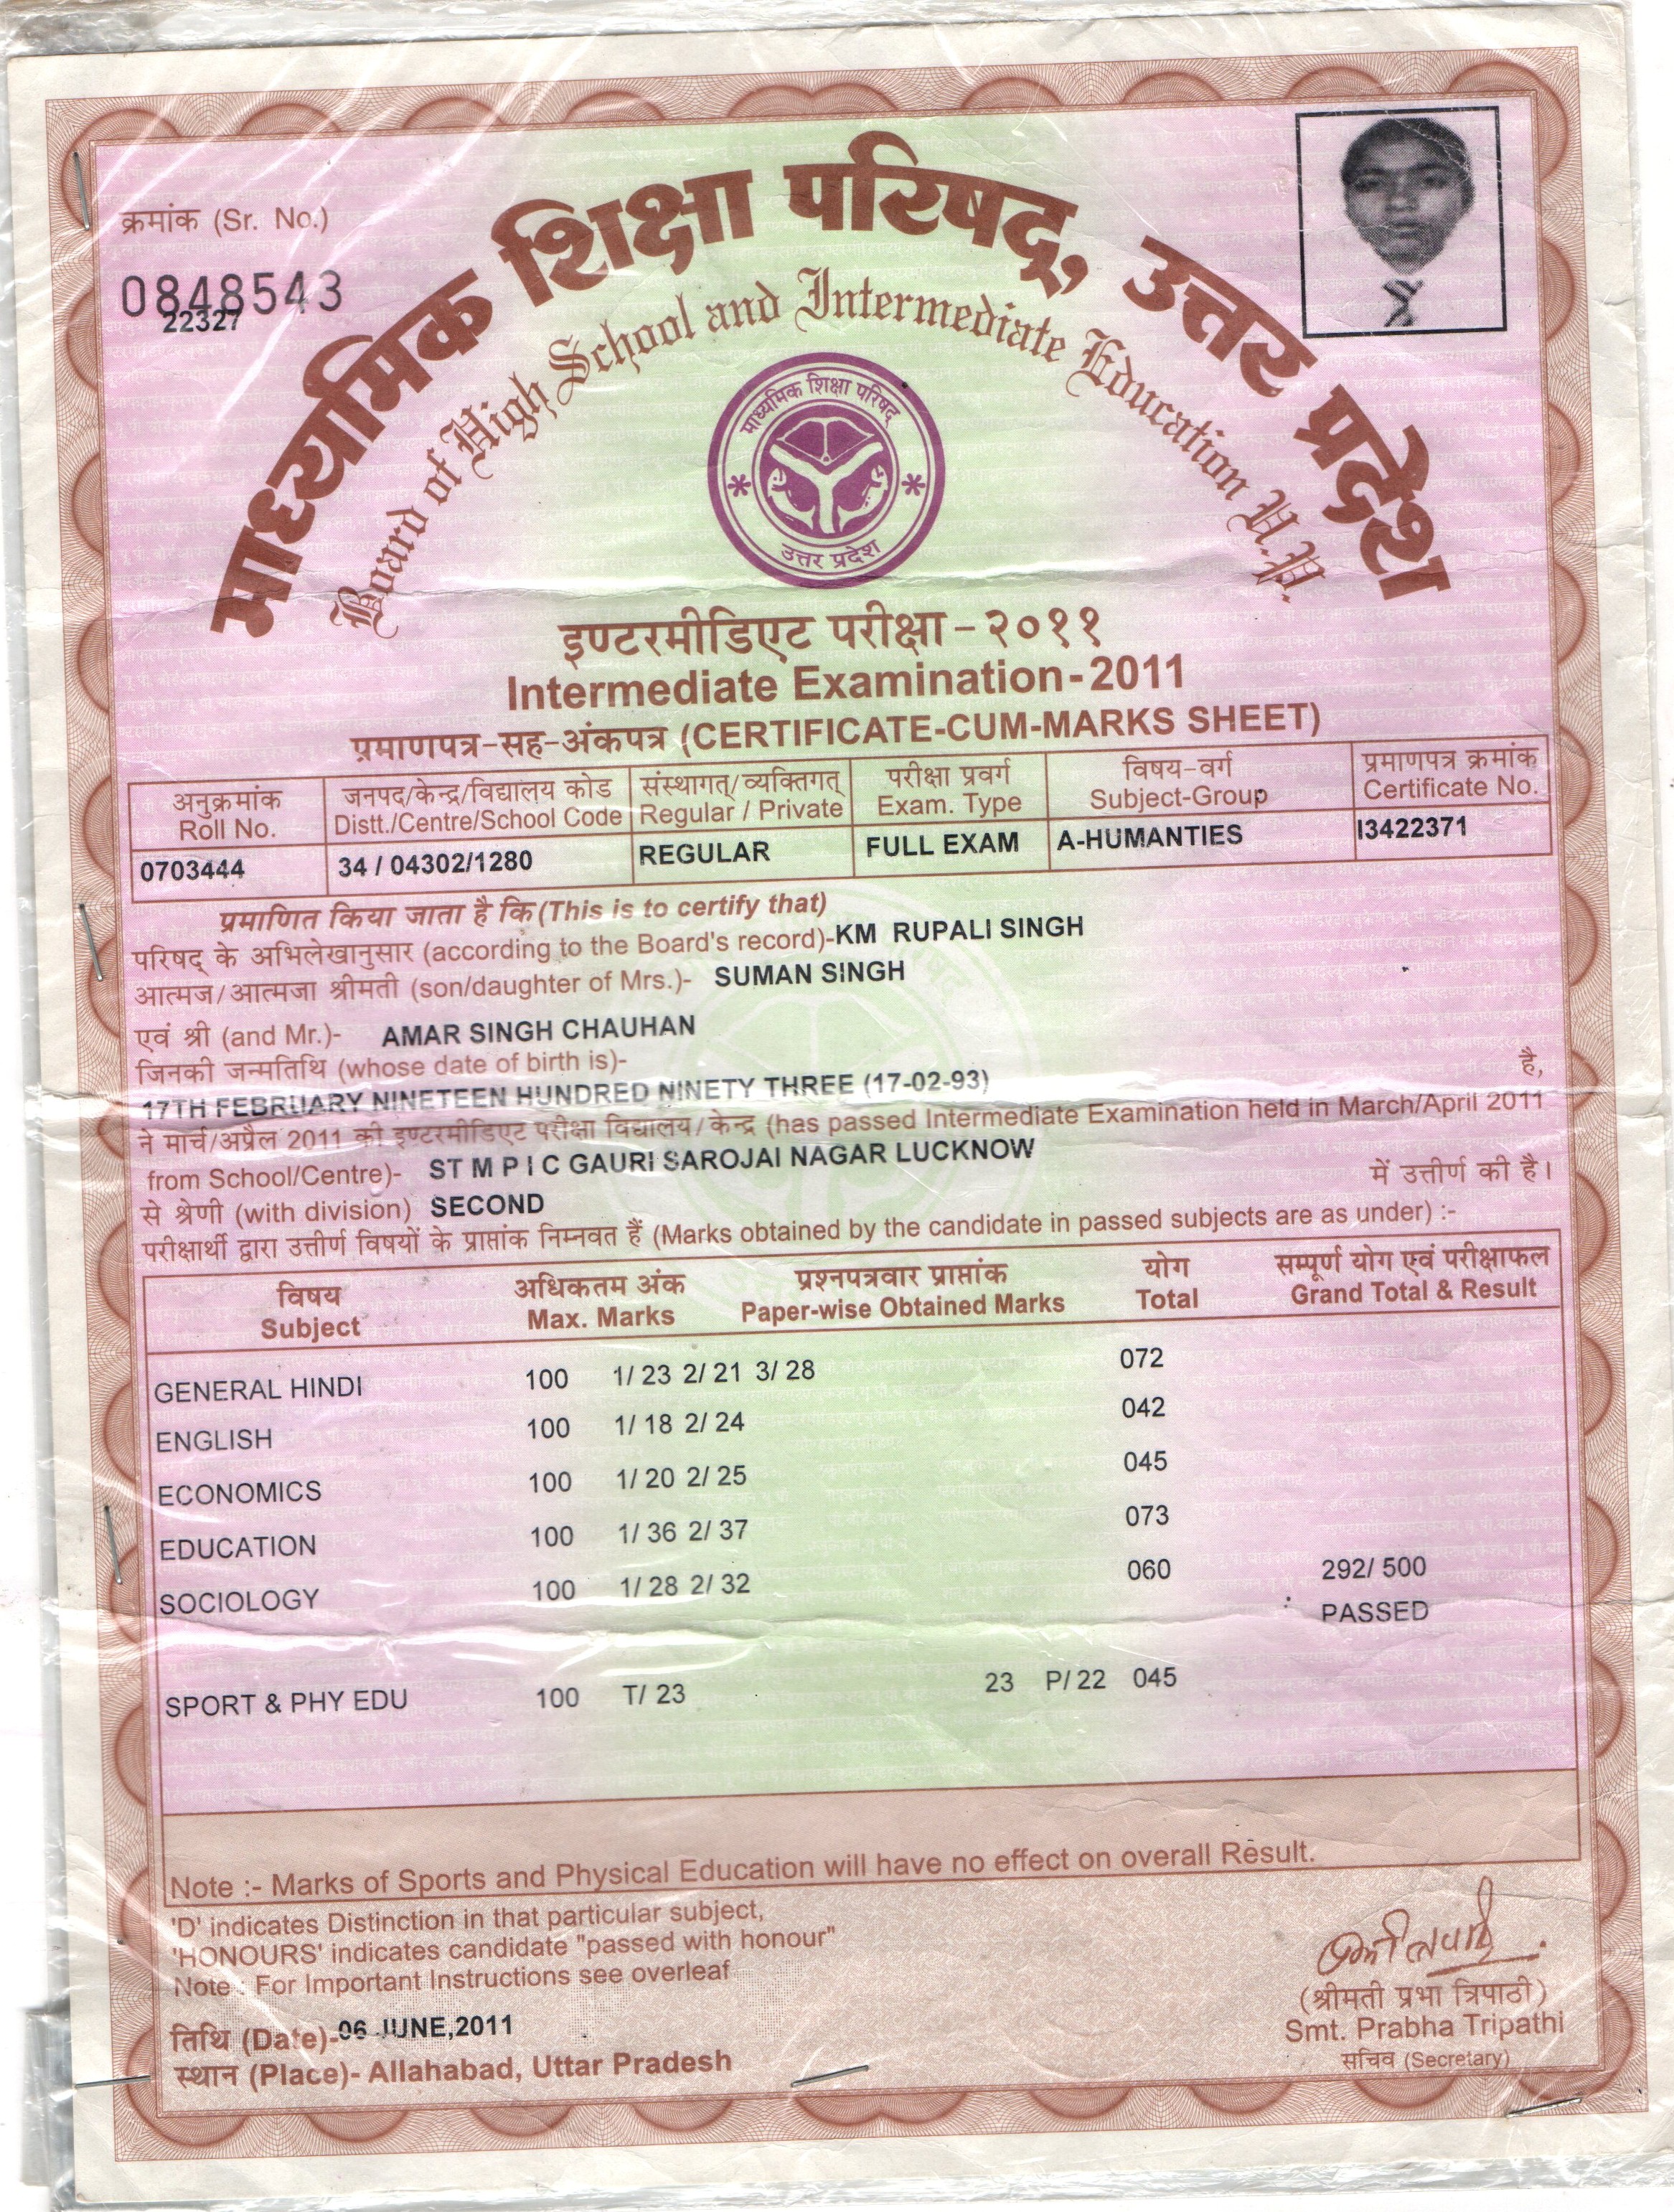 क्रमांक (Sr. No.)
0848543
22327
माध्यमिक शिक्षा परिषद्, उत्तर प्रदेश
Board of High School and Intermediate Education U.P.
माध्यमिक शिक्षा परिषद्
उत्तर प्रदेश
इण्टरमीडिएट परीक्षा - २०११
Intermediate Examination - 2011
प्रमाणपत्र-सह-अंकपत्र (CERTIFICATE-CUM-MARKS SHEET)
अनुक्रमांक जनपद/केन्द्र/विद्यालय कोड संस्थागत्/व्यक्तिगत् परीक्षा प्रवर्ग विषय-वर्ग प्रमाणपत्र क्रमांक
Roll No. Distt./Centre/School Code Regular / Private Exam. Type Subject-Group Certificate No.
0703444 34 / 04302/1280 REGULAR FULL EXAM A-HUMANTIES I3422371
प्रमाणित किया जाता है कि (This is to certify that)
परिषद् के अभिलेखानुसार (according to the Board's record)-KM RUPALI SINGH
आत्मज/आत्मजा श्रीमती (son/daughter of Mrs.)- SUMAN SINGH
एवं श्री (and Mr.)- AMAR SINGH CHAUHAN
जिनकी जन्मतिथि (whose date of birth is)-
17TH FEBRUARY NINETEEN HUNDRED NINETY THREE (17-02-93) है,
ने मार्च/अप्रैल 2011 की इण्टरमीडिएट परीक्षा विद्यालय/केन्द्र (has passed Intermediate Examination held in March/April 2011
from School/Centre)- ST M P I C GAURI SAROJAI NAGAR LUCKNOW
से श्रेणी (with division) SECOND में उत्तीर्ण की है।
परीक्षार्थी द्वारा उत्तीर्ण विषयों के प्राप्तांक निम्नवत हैं (Marks obtained by the candidate in passed subjects are as under) :-
विषय अधिकतम अंक प्रश्नपत्रवार प्राप्तांक योग सम्पूर्ण योग एवं परीक्षाफल
Subject Max. Marks Paper-wise Obtained Marks Total Grand Total & Result
GENERAL HINDI 100 1/ 23 2/ 21 3/ 28 072
ENGLISH 100 1/ 18 2/ 24 042
ECONOMICS 100 1/ 20 2/ 25 045
EDUCATION 100 1/ 36 2/ 37 073
SOCIOLOGY 100 1/ 28 2/ 32 060 292/ 500
PASSED
SPORT & PHY EDU 100 T/ 23 23 P/ 22 045
Note :- Marks of Sports and Physical Education will have no effect on overall Result.
'D' indicates Distinction in that particular subject,
'HONOURS' indicates candidate "passed with honour"
Note : For Important Instructions see overleaf
तिथि (Date)-06 JUNE,2011
स्थान (Place)- Allahabad, Uttar Pradesh
(श्रीमती प्रभा त्रिपाठी)
Smt. Prabha Tripathi
सचिव (Secretary)